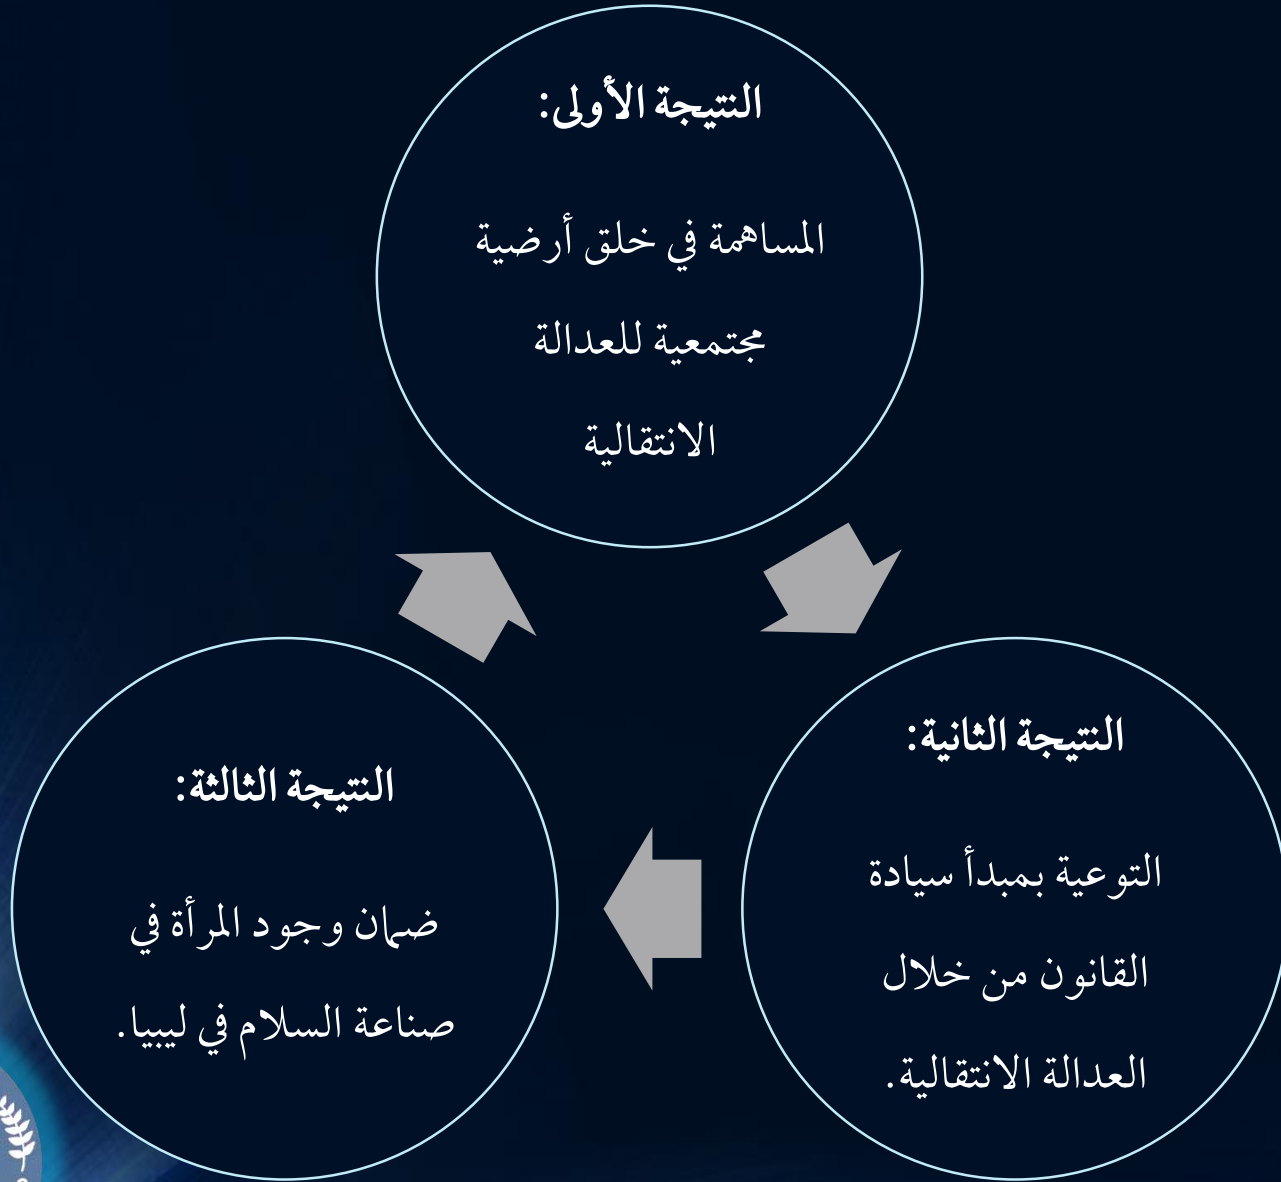 النتيجة الأولى:
المساهمة في خلق أرضية
مجتمعية للعدالة
الانتقالية
النتيجة الثانية:
التوعية بمبدأ سيادة
القانون من خلال
العدالة الانتقالية.
النتيجة الثالثة:
ضمان وجود المرأة في
صناعة السلام في ليبيا.